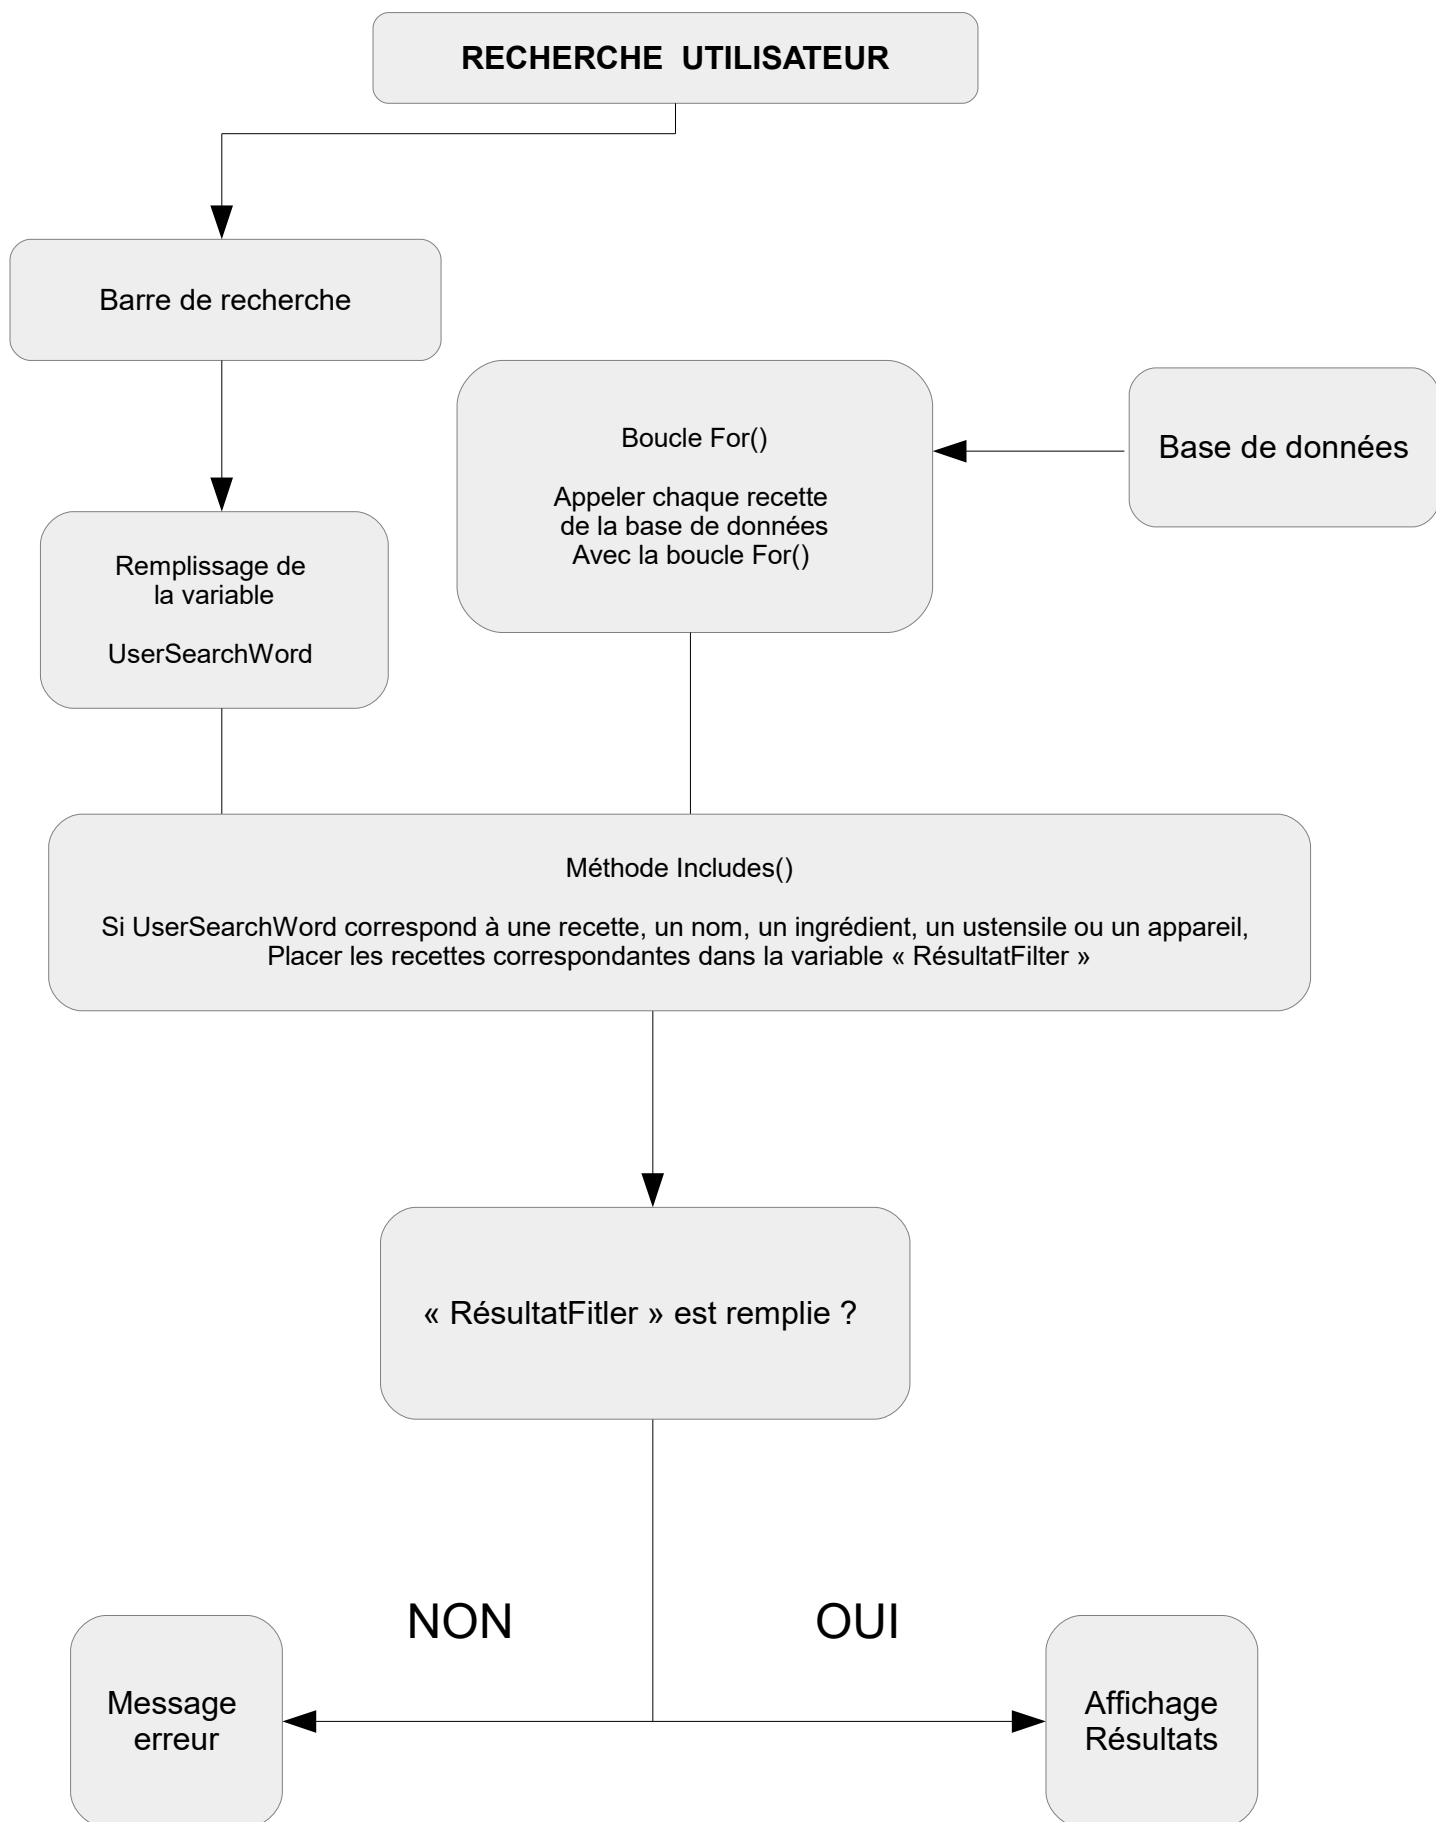 RECHERCHE  UTILISATEUR
Barre de recherche
Boucle For()
Appeler chaque recette
de la base de données
Avec la boucle For()
Base de données
Remplissage de
la variable
UserSearchWord
Méthode Includes()
Si UserSearchWord correspond à une recette, un nom, un ingrédient, un ustensile ou un appareil,
Placer les recettes correspondantes dans la variable « RésultatFilter »
« RésultatFitler » est remplie ?
NON
OUI
Message
erreur
Affichage
Résultats